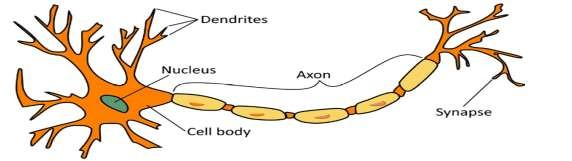 Dendrites
Nucleus
Axon
Synapse
Cell body